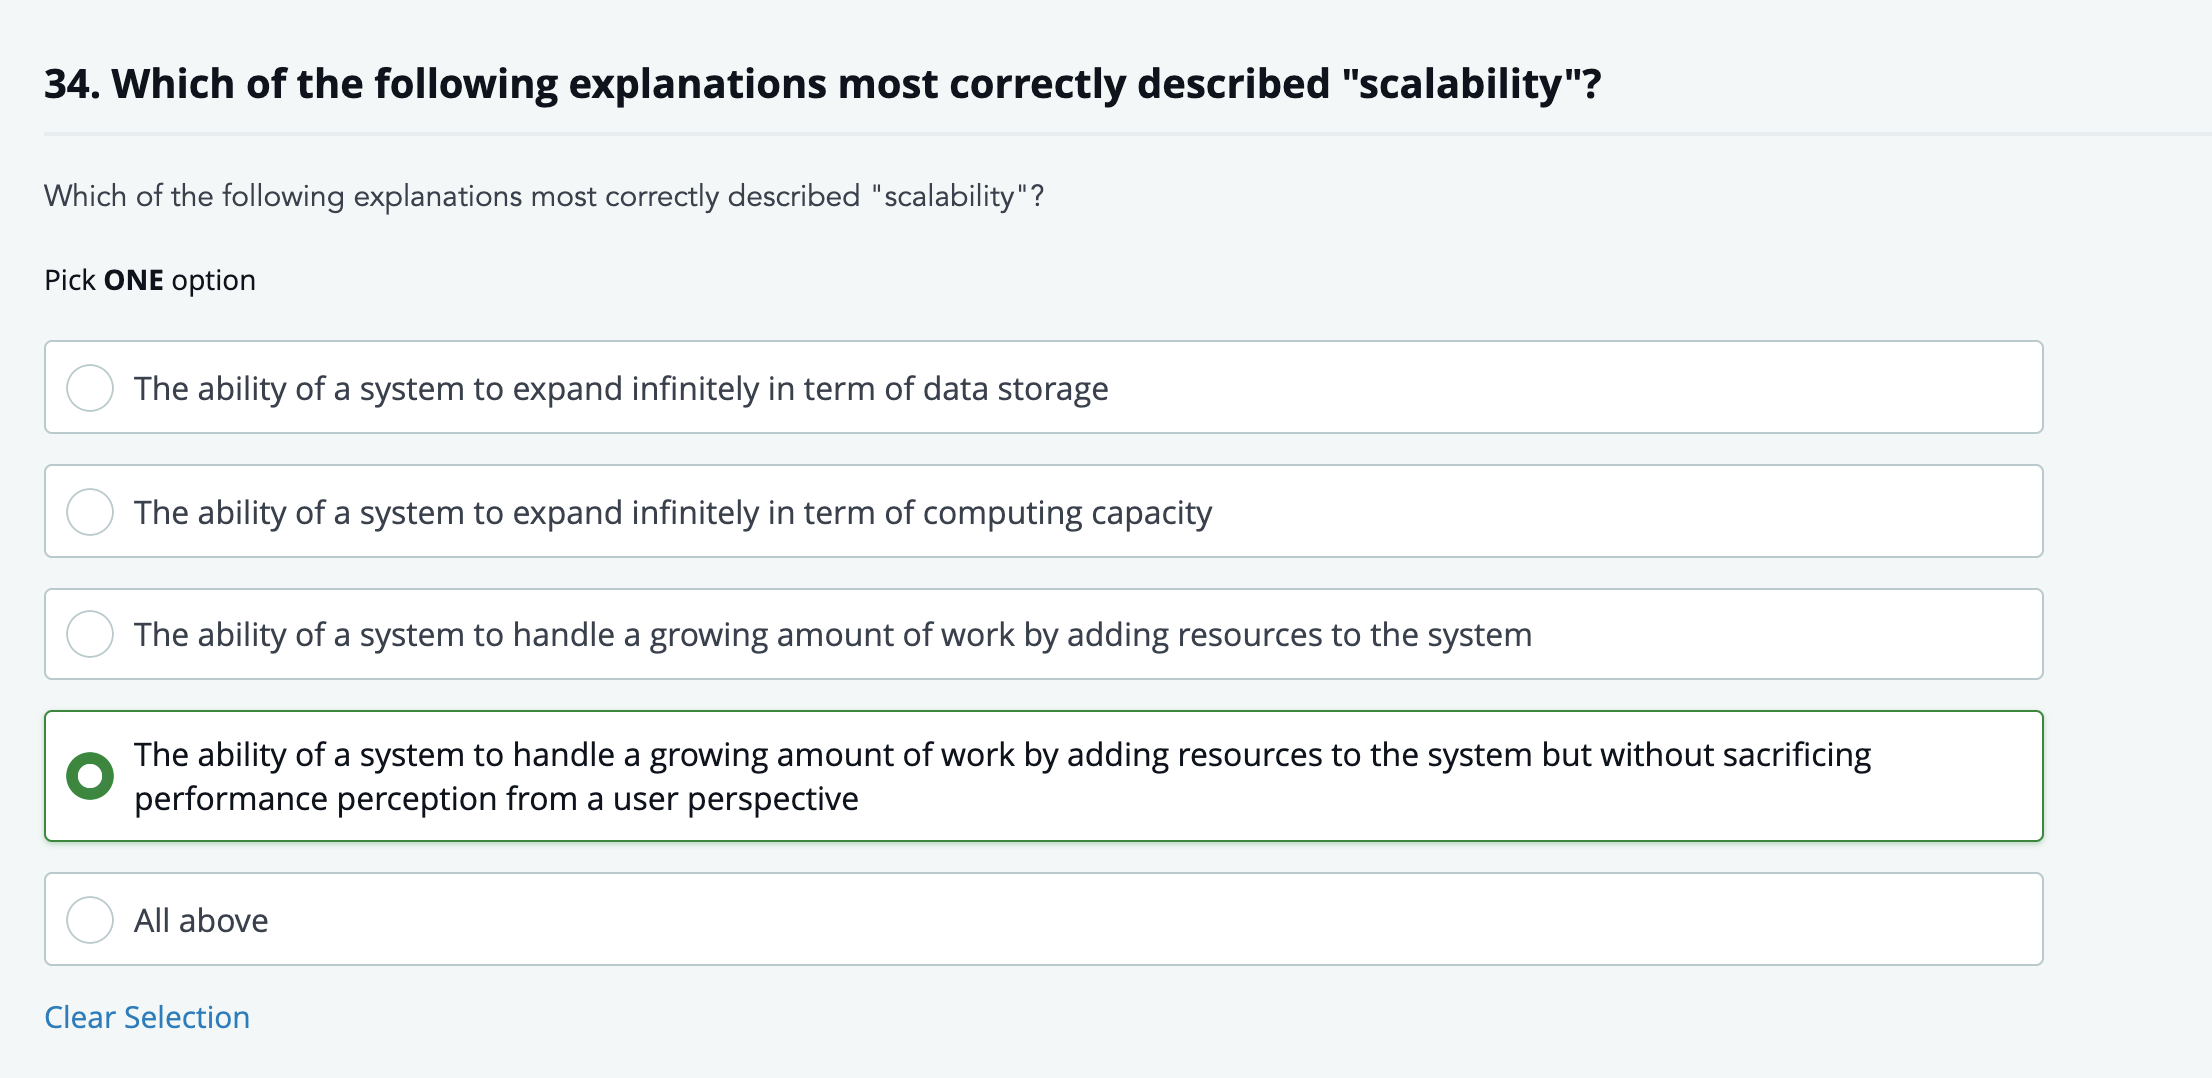 34. Which of the following explanations most correctly described "scalability"?
Which of the following explanations most correctly described "scalability"?
Pick ONE option
The ability of a system to expand infinitely in term of data storage
The ability of a system to expand infinitely in term of computing capacity
The ability of a system to handle a growing amount of work by adding resources to the system
The ability of a system to handle a growing amount of work by adding resources to the system but without sacrificing
performance perception from a user perspective
All above
Clear Selection